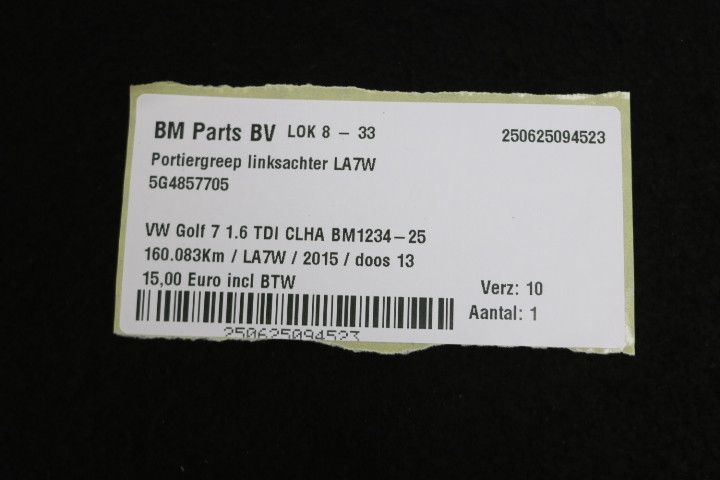 BM Parts BV LOK 8 - 33 250625094523
Portiergreep linksachter LA7W
5G4857705
VW Golf 7 1.6 TDI CLHA BM1234-25
160.083Km / LA7W / 2015 / doos 13
15,00 Euro incl BTW Verz: 10
Aantal: 1
250625094523